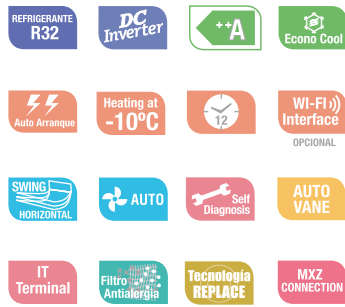 REFRIGERANTE
R32
DC
Inverter
++A
Econo Cool
Auto Arranque
Heating at
-10ºC
12
WI-FI
Interface
OPCIONAL
SWING
HORIZONTAL
AUTO
Self
Diagnosis
AUTO
VANE
IT
Terminal
Filtro
Antialergia
Tecnología
REPLACE
MXZ
CONNECTION